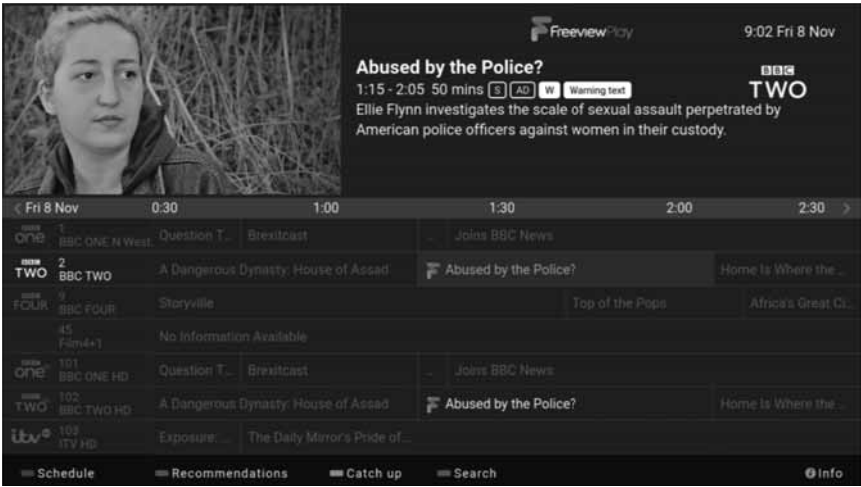 FreeviewPlay
9:02 Fri 8 Nov
Abused by the Police?
1:15 - 2:05 50 mins S AD W Warning text
BBC TWO
Ellie Flynn investigates the scale of sexual assault perpetrated by
American police officers against women in their custody.
< Fri 8 Nov 0:30 1:00 1:30 2:00 2:30 >
BBC one 1 BBC ONE N West. Question T... Brexitcast ... Joins BBC News
BBC TWO 2 BBC TWO A Dangerous Dynasty: House of Assad Abused by the Police? Home Is Where the...
BBC FOUR 9 BBC FOUR Storyville Top of the Pops Africa's Great Ci...
45 Film4+1 No Information Available
BBC one 101 BBC ONE HD Question T... Brexitcast ... Joins BBC News
BBC TWO 102 BBC TWO HD A Dangerous Dynasty: House of Assad Abused by the Police? Home Is Where the...
itv 103 ITV HD Exposure:... The Daily Mirror's Pride of...
Schedule Recommendations Catch up Search i Info